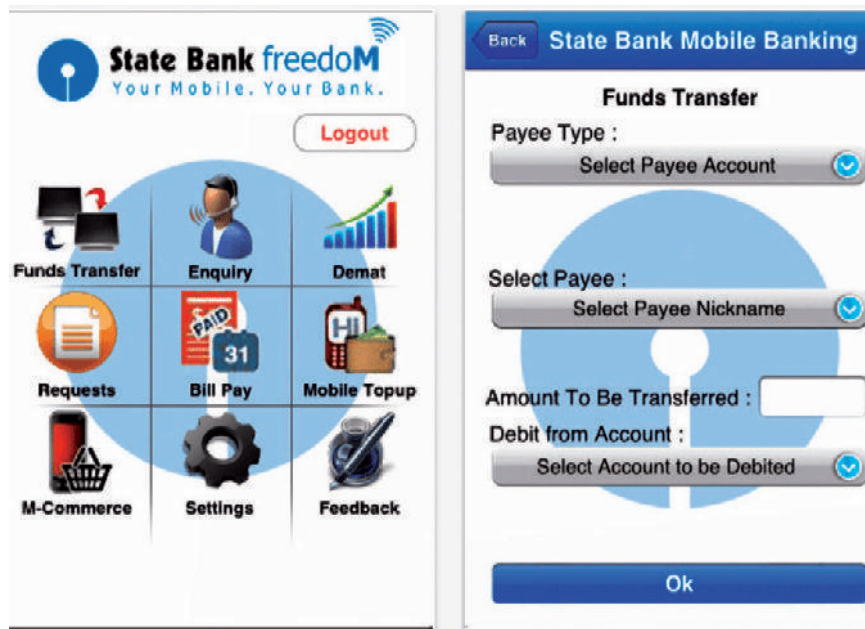 State Bank freedoM
Your Mobile. Your Bank.
Logout
Funds Transfer
Enquiry
Demat
PAID
31
Hi
Requests
Bill Pay
Mobile Topup
M-Commerce
Settings
Feedback
Back
State Bank Mobile Banking
Funds Transfer
Payee Type :
Select Payee Account
Select Payee :
Select Payee Nickname
Amount To Be Transferred :
Debit from Account :
Select Account to be Debited
Ok